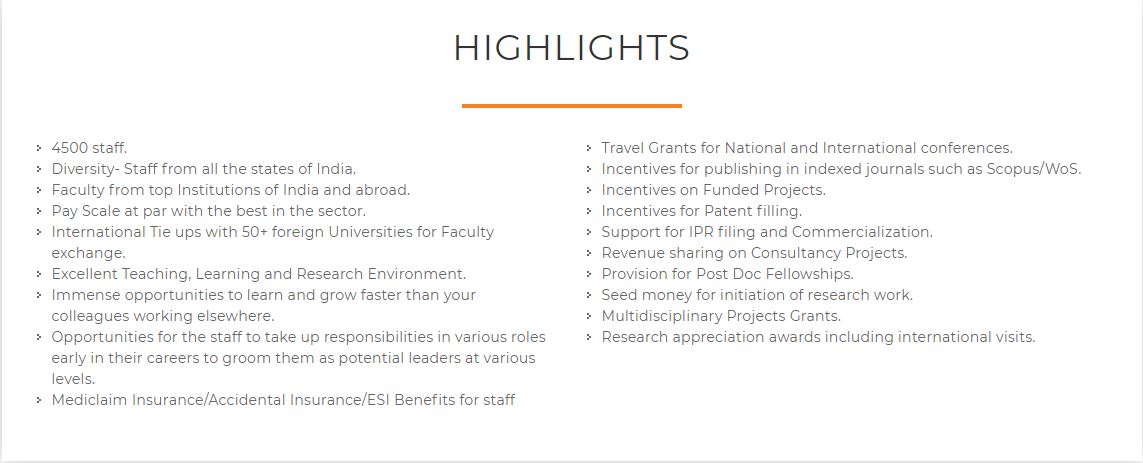 HIGHLIGHTS
4500 staff.
Diversity- Staff from all the states of India.
Faculty from top Institutions of India and abroad.
Pay Scale at par with the best in the sector.
International Tie ups with 50+ foreign Universities for Faculty
exchange.
Excellent Teaching, Learning and Research Environment.
Immense opportunities to learn and grow faster than your
colleagues working elsewhere.
Opportunities for the staff to take up responsibilities in various roles
early in their careers to groom them as potential leaders at various
levels.
Mediclaim Insurance/Accidental Insurance/ESI Benefits for staff
Travel Grants for National and International conferences.
Incentives for publishing in indexed journals such as Scopus/WoS.
Incentives on Funded Projects.
Incentives for Patent filling.
Support for IPR filing and Commercialization.
Revenue sharing on Consultancy Projects.
Provision for Post Doc Fellowships.
Seed money for initiation of research work.
Multidisciplinary Projects Grants.
Research appreciation awards including international visits.